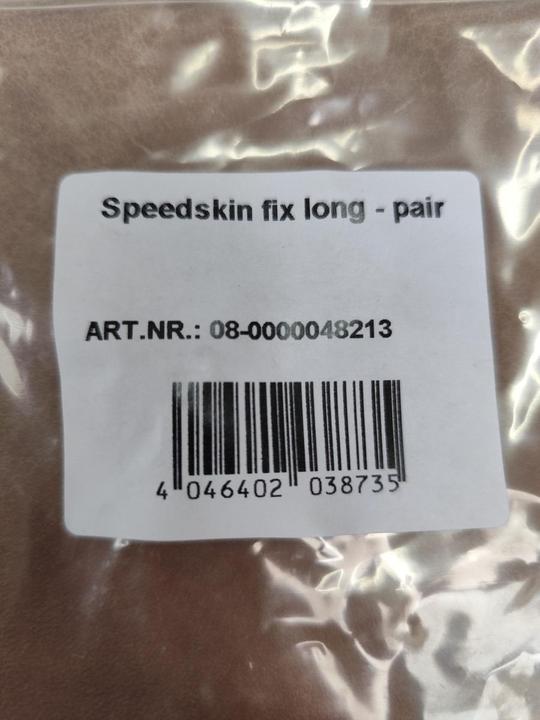 Speedskin fix long - pair
ART.NR.: 08-0000048213
4 046402 038735